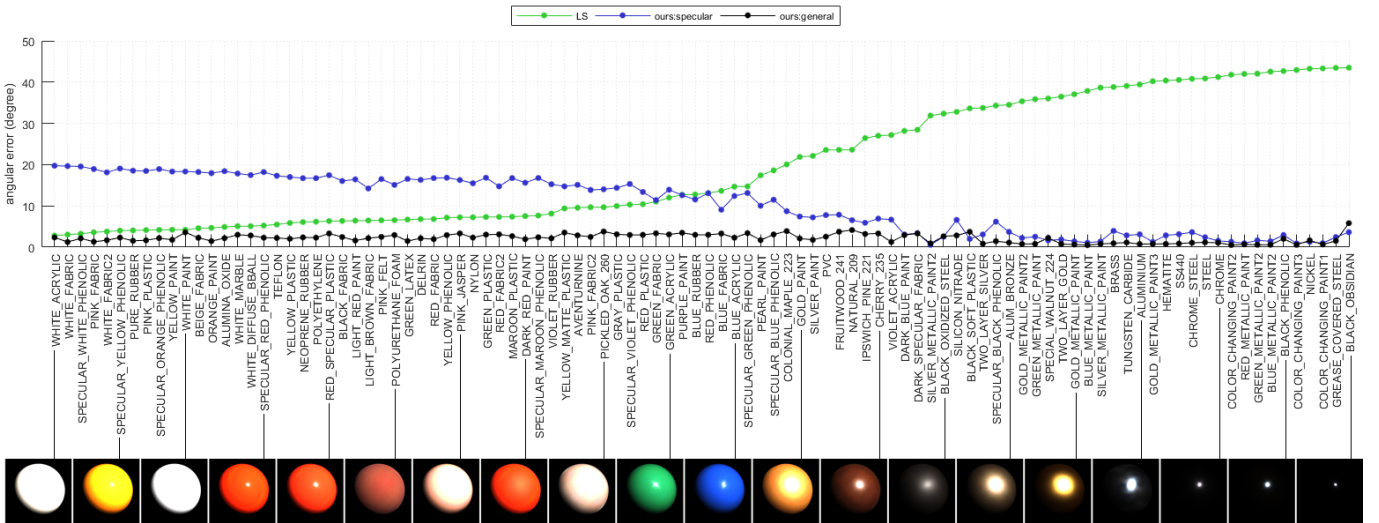 LS
ours:specular
ours:general
angular error (degree)
50
40
30
20
10
0
WHITE_ACRYLIC
WHITE_FABRIC
SPECULAR_WHITE_PHENOLIC
PINK_FABRIC
WHITE_FABRIC2
SPECULAR_YELLOW_PHENOLIC
PURE_RUBBER
PINK_PLASTIC
SPECULAR_ORANGE_PHENOLIC
YELLOW_PAINT
WHITE_PAINT
BEIGE_FABRIC
ORANGE_PAINT
ALUMINA_OXIDE
WHITE_MARBLE
WHITE_DIFFUSE_BBALL
SPECULAR_RED_PHENOLIC
TEFLON
YELLOW_PLASTIC
NEOPRENE_RUBBER
POLYETHYLENE
RED_SPECULAR_PLASTIC
BLACK_FABRIC
LIGHT_RED_PAINT
LIGHT_BROWN_FABRIC
PINK_FELT
POLYURETHANE_FOAM
GREEN_LATEX
DELRIN
RED_FABRIC
YELLOW_PHENOLIC
PINK_JASPER
NYLON
GREEN_PLASTIC
RED_FABRIC2
MAROON_PLASTIC
DARK_RED_PAINT
SPECULAR_MAROON_PHENOLIC
VIOLET_RUBBER
YELLOW_MATTE_PLASTIC
AVENTURNINE
PINK_FABRIC2
PICKLED_OAK_260
GRAY_PLASTIC
SPECULAR_VIOLET_PHENOLIC
RED_PLASTIC
GREEN_FABRIC
GREEN_ACRYLIC
PURPLE_PAINT
BLUE_RUBBER
RED_PHENOLIC
BLUE_FABRIC
BLUE_ACRYLIC
SPECULAR_GREEN_PHENOLIC
PEARL_PAINT
SPECULAR_BLUE_PHENOLIC
COLONIAL_MAPLE_223
GOLD_PAINT
SILVER_PAINT
PVC
FRUITWOOD_241
NATURAL_209
IPSWICH_PINE_221
CHERRY_235
VIOLET_ACRYLIC
DARK_BLUE_PAINT
DARK_SPECULAR_FABRIC
SILVER_METALLIC_PAINT2
BLACK_OXIDIZED_STEEL
SILICON_NITRADE
BLACK_SOFT_PLASTIC
TWO_LAYER_SILVER
SPECULAR_BLACK_PHENOLIC
ALUM_BRONZE
GOLD_METALLIC_PAINT2
GREEN_METALLIC_PAINT
SPECIAL_WALNUT_224
TWO_LAYER_GOLD
GOLD_METALLIC_PAINT
BLUE_METALLIC_PAINT
SILVER_METALLIC_PAINT
BRASS
TUNGSTEN_CARBIDE
ALUMINIUM
GOLD_METALLIC_PAINT3
HEMATITE
SS440
CHROME_STEEL
STEEL
CHROME
COLOR_CHANGING_PAINT2
RED_METALLIC_PAINT
GREEN_METALLIC_PAINT2
BLUE_METALLIC_PAINT2
BLACK_PHENOLIC
COLOR_CHANGING_PAINT3
NICKEL
COLOR_CHANGING_PAINT1
GREASE_COVERED_STEEL
BLACK_OBSIDIAN